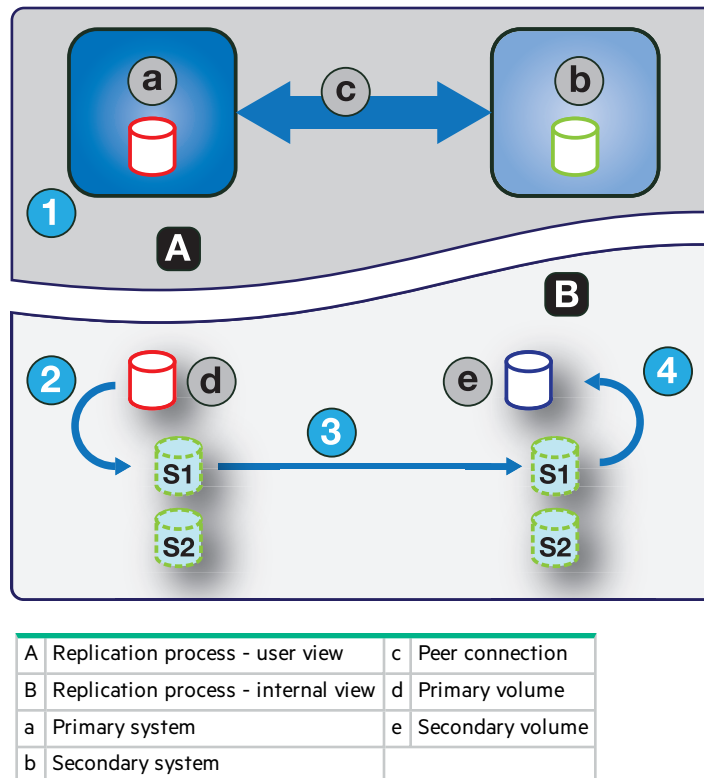 a
b
c
1
A
B
2
d
e
4
3
S1
S1
S2
S2
A Replication process - user view c Peer connection
B Replication process - internal view d Primary volume
a Primary system e Secondary volume
b Secondary system